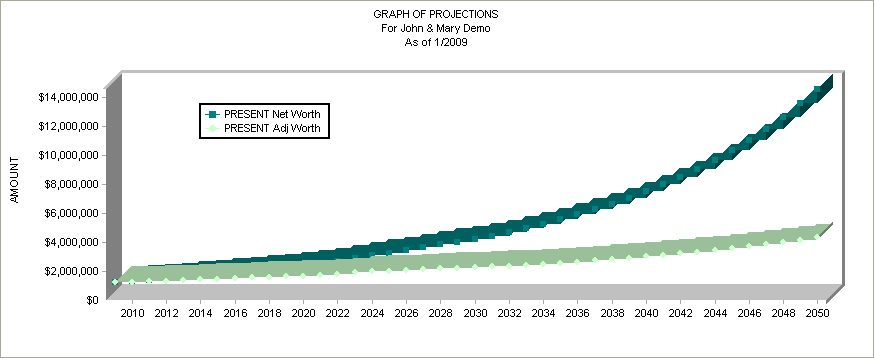 GRAPH OF PROJECTIONS
For John & Mary Demo
As of 1/2009
PRESENT Net Worth
PRESENT Adj Worth
AMOUNT
$14,000,000
$12,000,000
$10,000,000
$8,000,000
$6,000,000
$4,000,000
$2,000,000
$0
2010 2012 2014 2016 2018 2020 2022 2024 2026 2028 2030 2032 2034 2036 2038 2040 2042 2044 2046 2048 2050